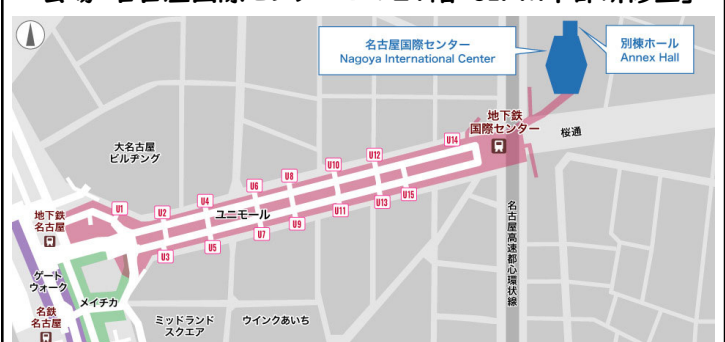 名古屋国際センター
Nagoya International Center
別棟ホール
Annex Hall
地下鉄
国際センター
桜通
大名古屋
ビルヂング
U14
U12
U10
U8
U6
U4
U2
U1
ユニモール
地下鉄
名古屋
U15
U13
U11
U9
U7
U5
U3
ゲート
ウォーク
メイチカ
名鉄
名古屋
ミッドランド
スクエア
ウインクあいち
名古屋高速都心環状線